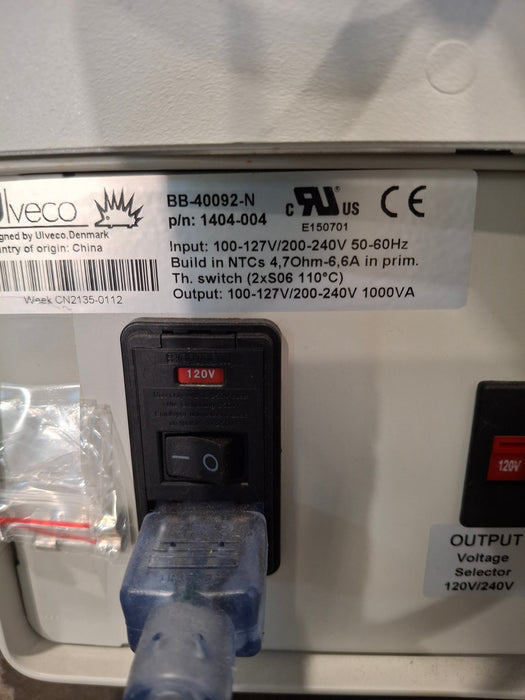 Ulveco
BB-40092-N
p/n: 1404-004
c RU US
E150701
CE
gned by Ulveco,Denmark
ntry of origin: China
Input: 100-127V/200-240V 50-60Hz
Build in NTCs 4,7Ohm-6,6A in prim.
Th. switch (2xS06 110°C)
Output: 100-127V/200-240V 1000VA
Week CN2135-0112
120V
120V
OUTPUT
Voltage
Selector
120V/240V